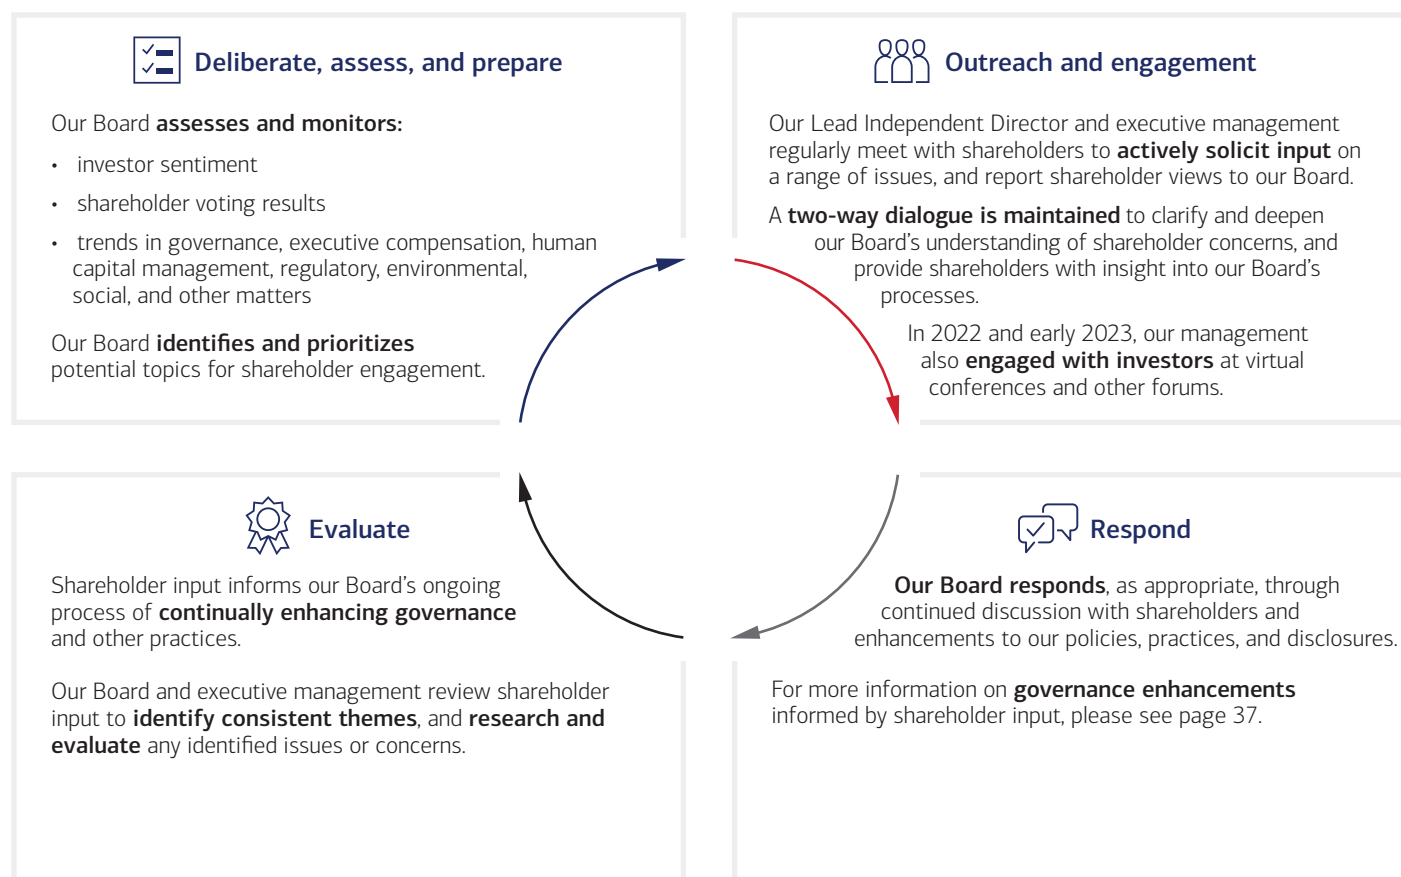 Deliberate, assess, and prepare
Our Board assesses and monitors:
• investor sentiment
• shareholder voting results
• trends in governance, executive compensation, human
capital management, regulatory, environmental,
social, and other matters
Our Board identifies and prioritizes
potential topics for shareholder engagement.
Outreach and engagement
Our Lead Independent Director and executive management
regularly meet with shareholders to actively solicit input on
a range of issues, and report shareholder views to our Board.
A two-way dialogue is maintained to clarify and deepen
our Board's understanding of shareholder concerns, and
provide shareholders with insight into our Board's
processes.
In 2022 and early 2023, our management
also engaged with investors at virtual
conferences and other forums.
Evaluate
Shareholder input informs our Board's ongoing
process of continually enhancing governance
and other practices.
Our Board and executive management review shareholder
input to identify consistent themes, and research and
evaluate any identified issues or concerns.
Respond
Our Board responds, as appropriate, through
continued discussion with shareholders and
enhancements to our policies, practices, and disclosures.
For more information on governance enhancements
informed by shareholder input, please see page 37.